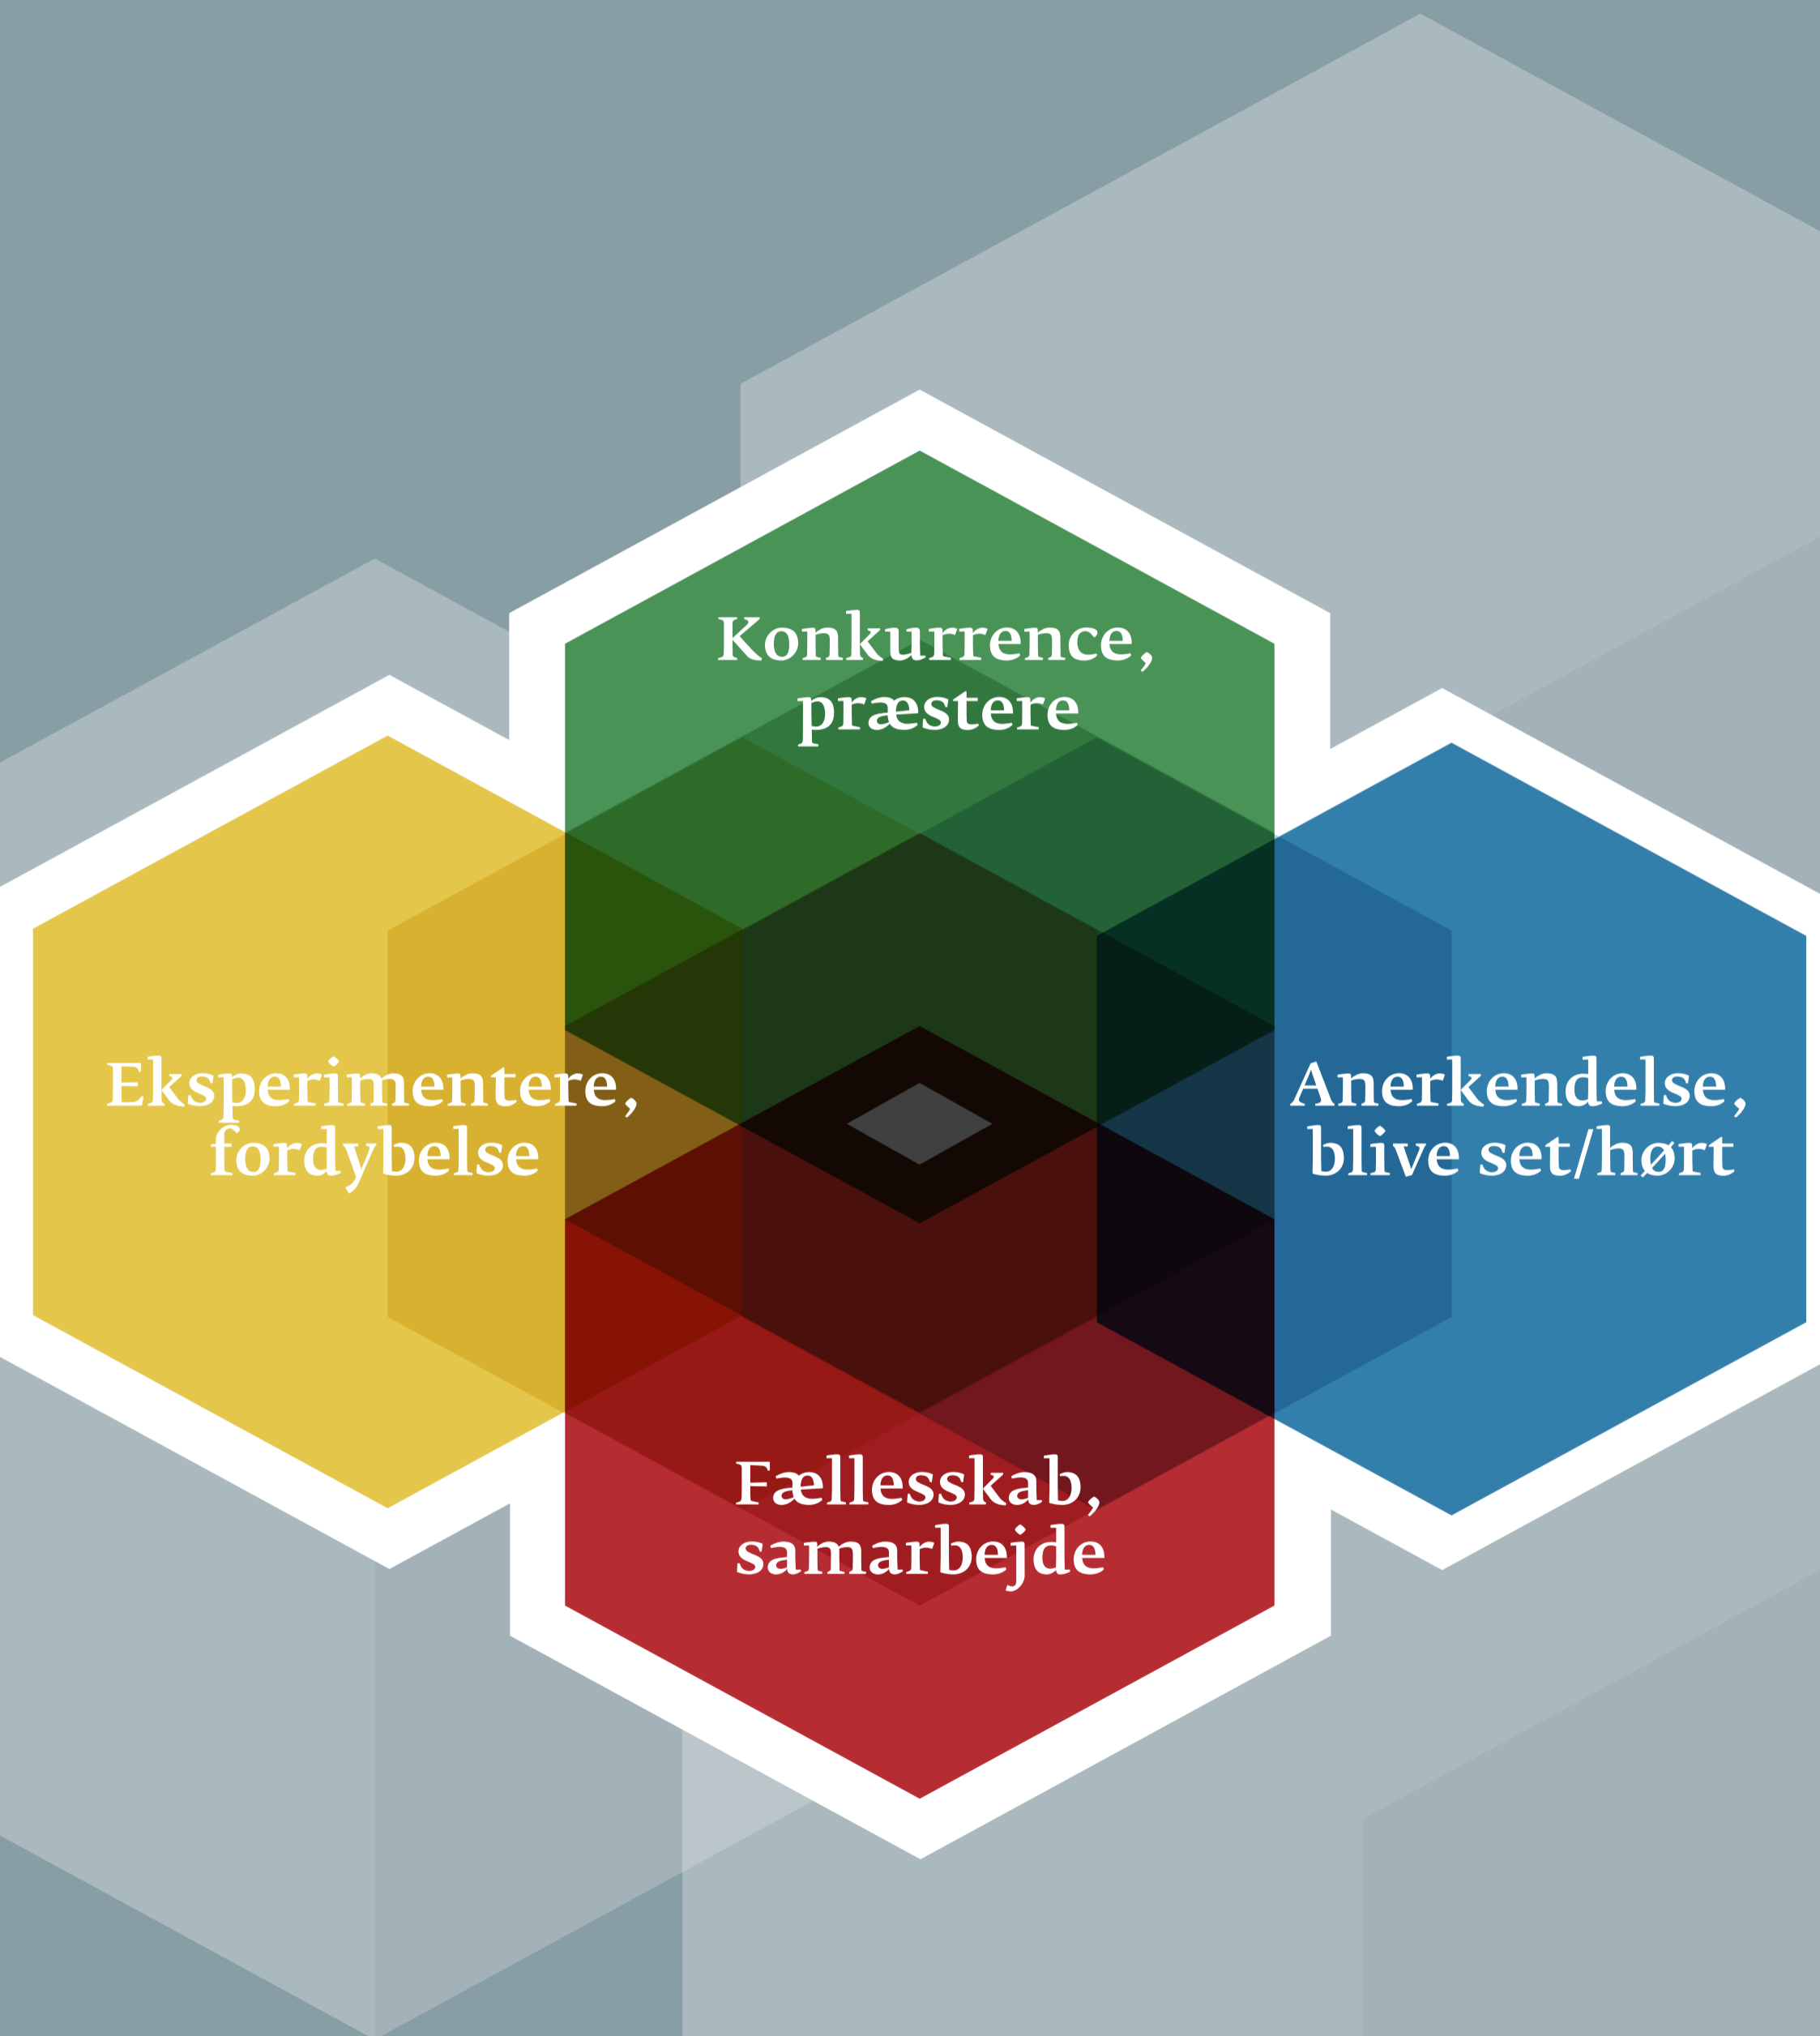 Konkurrence,
præstere
Eksperimentere,
fordybelse
Anerkendelse,
blive set/hørt
Fællesskab,
samarbejde